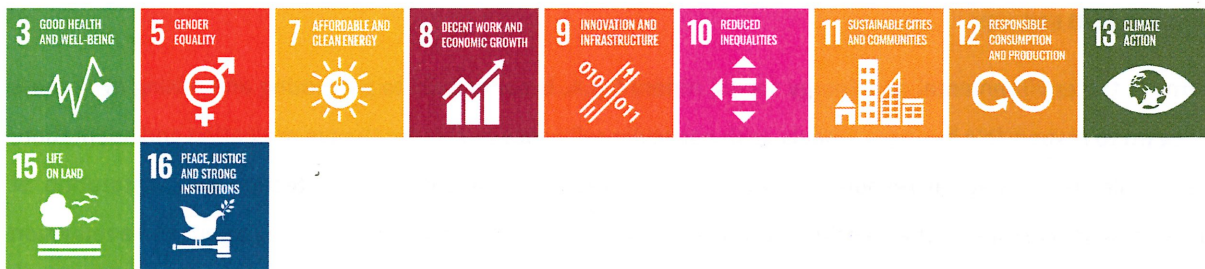 3 GOOD HEALTH
AND WELL-BEING
5 GENDER
EQUALITY
7 AFFORDABLE AND
CLEAN ENERGY
8 DECENT WORK AND
ECONOMIC GROWTH
9 INNOVATION AND
INFRASTRUCTURE
010
011
10 REDUCED
INEQUALITIES
11 SUSTAINABLE CITIES
AND COMMUNITIES
12 RESPONSIBLE
CONSUMPTION
AND PRODUCTION
13 CLIMATE
ACTION
15 LIFE
ON LAND
16 PEACE, JUSTICE
AND STRONG
INSTITUTIONS